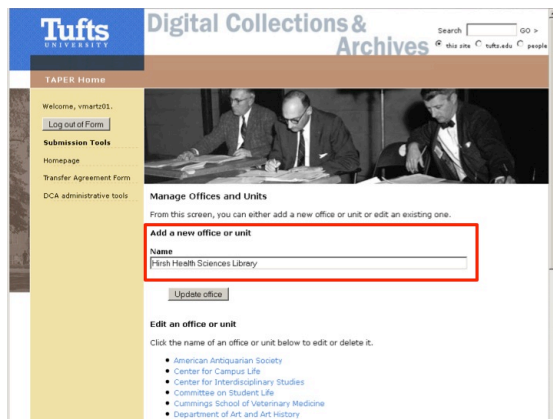 Tufts
UNIVERSITY
Digital Collections &
Archives
Search GO >
this site tufts.edu people
TAPER Home
Welcome, vmartz01.
Log out of Form
Submission Tools
Homepage
Transfer Agreement Form
DCA administrative tools
Manage Offices and Units
From this screen, you can either add a new office or unit or edit an existing one.
Add a new office or unit
Name
Hirsh Health Sciences Library
Update office
Edit an office or unit
Click the name of an office or unit below to edit or delete it.
American Antiquarian Society
Center for Campus Life
Center for Interdisciplinary Studies
Committee on Student Life
Cummings School of Veterinary Medicine
Department of Art and Art History